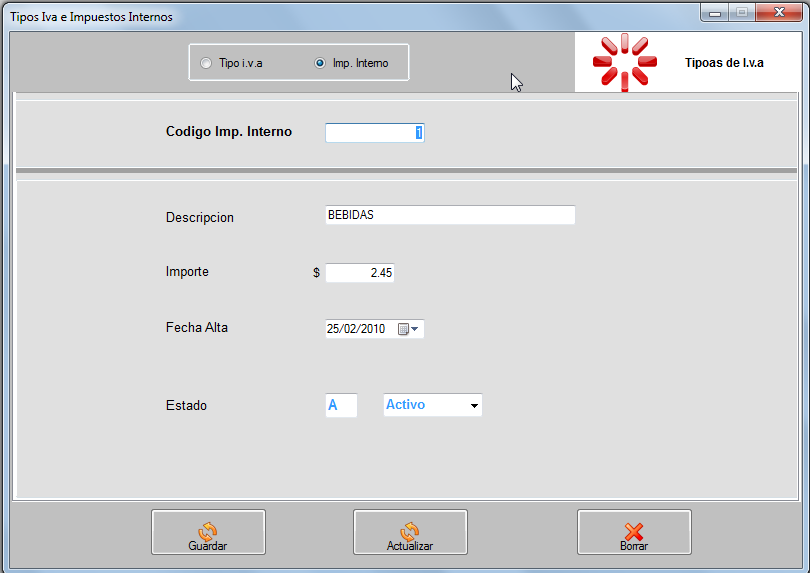 Tipos Iva e Impuestos Internos
Tipo i.v.a
Imp. Interno
Tipoas de I.v.a
Codigo Imp. Interno
1
Descripcion
BEBIDAS
Importe
$
2.45
Fecha Alta
25/02/2010
Estado
A
Activo
Guardar
Actualizar
Borrar